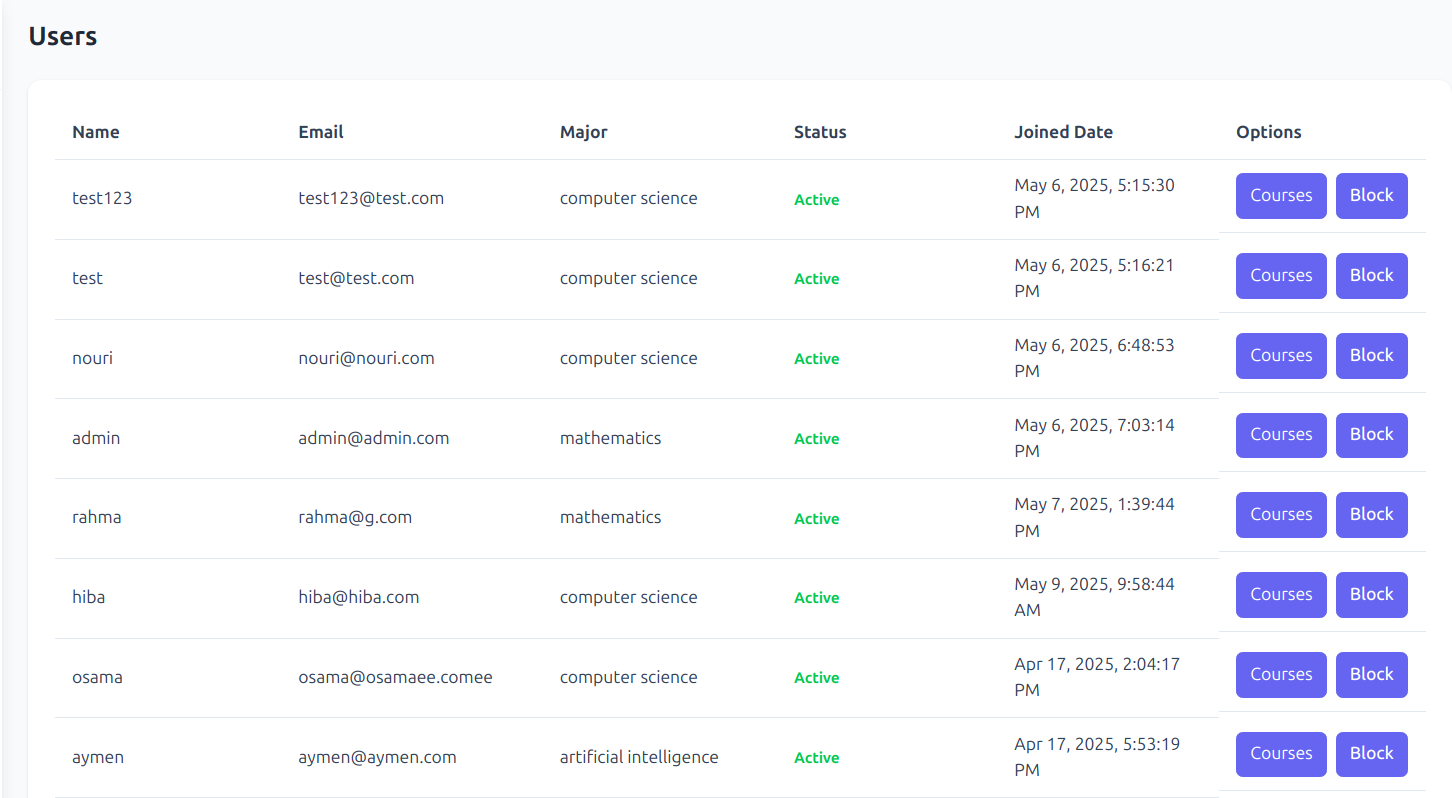 Users
Name Email Major Status Joined Date Options
test123 test123@test.com computer science Active May 6, 2025, 5:15:30 PM Courses Block
test test@test.com computer science Active May 6, 2025, 5:16:21 PM Courses Block
nouri nouri@nouri.com computer science Active May 6, 2025, 6:48:53 PM Courses Block
admin admin@admin.com mathematics Active May 6, 2025, 7:03:14 PM Courses Block
rahma rahma@g.com mathematics Active May 7, 2025, 1:39:44 PM Courses Block
hiba hiba@hiba.com computer science Active May 9, 2025, 9:58:44 AM Courses Block
osama osama@osamaee.comee computer science Active Apr 17, 2025, 2:04:17 PM Courses Block
aymen aymen@aymen.com artificial intelligence Active Apr 17, 2025, 5:53:19 PM Courses Block